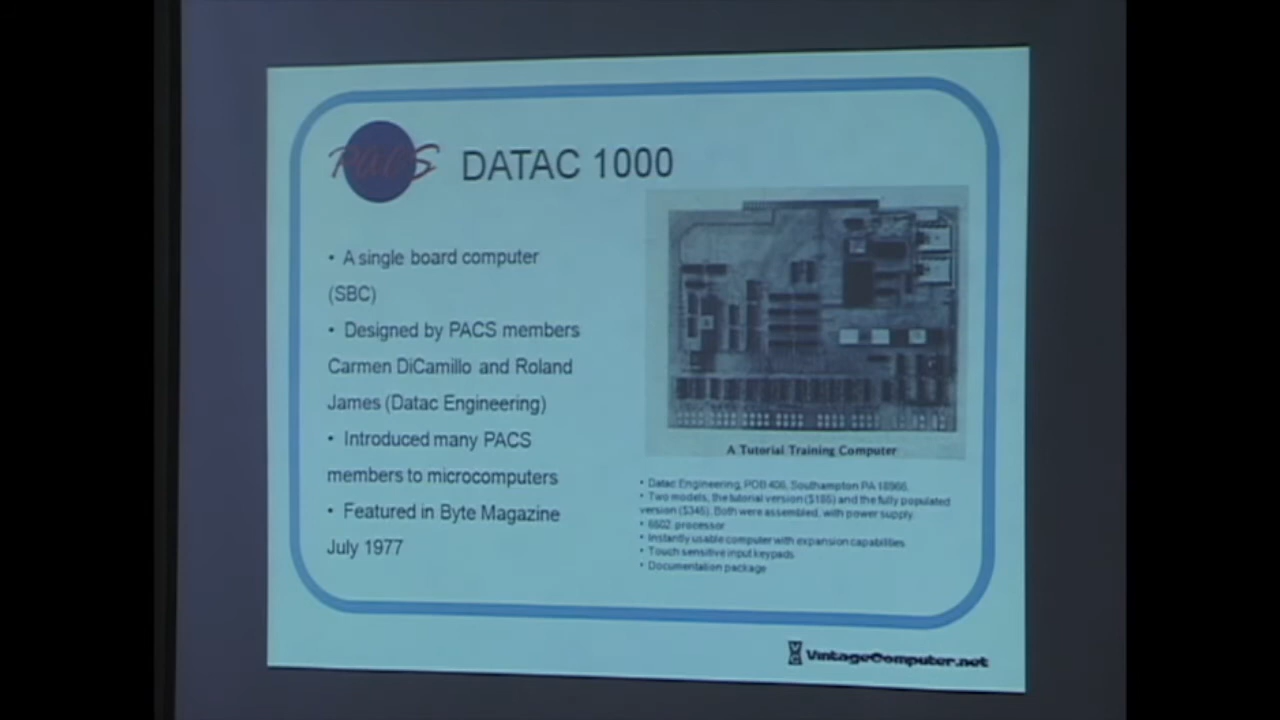 PACS
DATAC 1000
• A single board computer
(SBC)
• Designed by PACS members
Carmen DiCamillo and Roland
James (Datac Engineering)
• Introduced many PACS
members to microcomputers
• Featured in Byte Magazine
July 1977
A Tutorial Training Computer
• Datac Engineering, POB 406, Southampton PA 18966.
• Two models, the tutorial version ($185) and the fully populated
version ($345). Both were assembled, with power supply.
• 6502 processor
• Instantly usable computer with expansion capabilities
• Touch sensitive input keypads
• Documentation package
VintageComputer.net